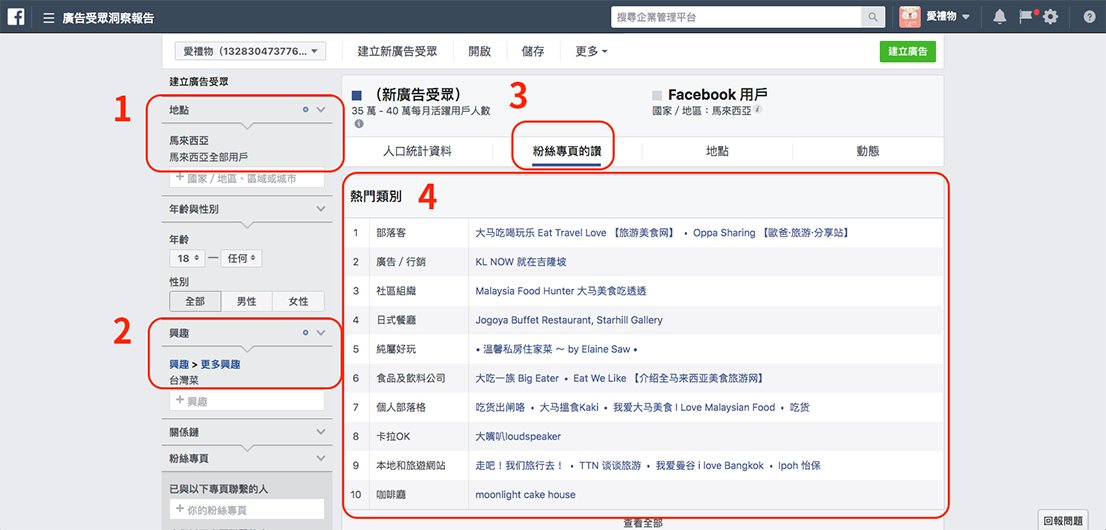 廣告受眾洞察報告
搜尋企業管理平台
愛禮物
愛禮物（132830473776...
建立新廣告受眾 開啟 儲存 更多
建立廣告
建立廣告受眾
1
地點
馬來西亞
馬來西亞全部用戶
+ 國家 / 地區、區域或城市
年齡與性別
年齡
18 — 任何
性別
全部 男性 女性
2
興趣
興趣 > 更多興趣
台灣菜
+ 興趣
關係鏈
粉絲專頁
已與以下專頁聯繫的人
+ 你的粉絲專頁
（新廣告受眾）
35 萬 - 40 萬每月活躍用戶人數
Facebook 用戶
國家 / 地區：馬來西亞
3
人口統計資料 粉絲專頁的讚 地點 動態
熱門類別 4
1 部落客 大马吃喝玩乐 Eat Travel Love 【旅游美食网】 • Oppa Sharing 【歐爸·旅游·分享站】
2 廣告 / 行銷 KL NOW 就在吉隆坡
3 社區組織 Malaysia Food Hunter 大马美食吃透透
4 日式餐廳 Jogoya Buffet Restaurant, Starhill Gallery
5 純屬好玩 • 溫馨私房住家菜 ～ by Elaine Saw •
6 食品及飲料公司 大吃一族 Big Eater • Eat We Like 【介绍全马来西亚美食旅游网】
7 個人部落格 吃货出闸咯 • 大马搵食Kaki • 我爱大马美食 I Love Malaysian Food • 吃货
8 卡拉OK 大嘴叭loudspeaker
9 本地和旅遊網站 走吧！我们旅行去！ • TTN 谈谈旅游 • 我爱曼谷 i love Bangkok • Ipoh 怡保
10 咖啡廳 moonlight cake house
查看全部
回報問題